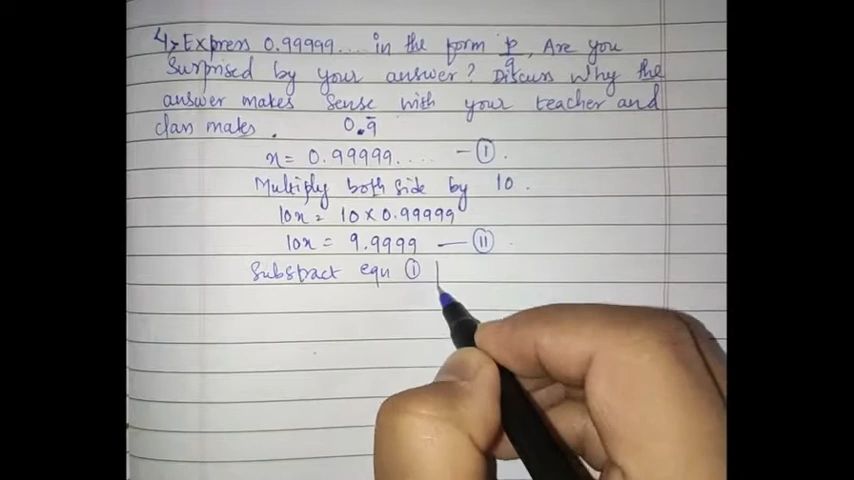 4> Express 0.99999.... in the form p/q, Are you
Surprised by your answer? Discuss why the
answer makes sense with your teacher and
class mates. 0.9̅
x = 0.99999.... — Ⓘ.
Multiply both side by 10.
10x = 10 × 0.99999
10x = 9.9999 — Ⅱ
Substract equ Ⓘ